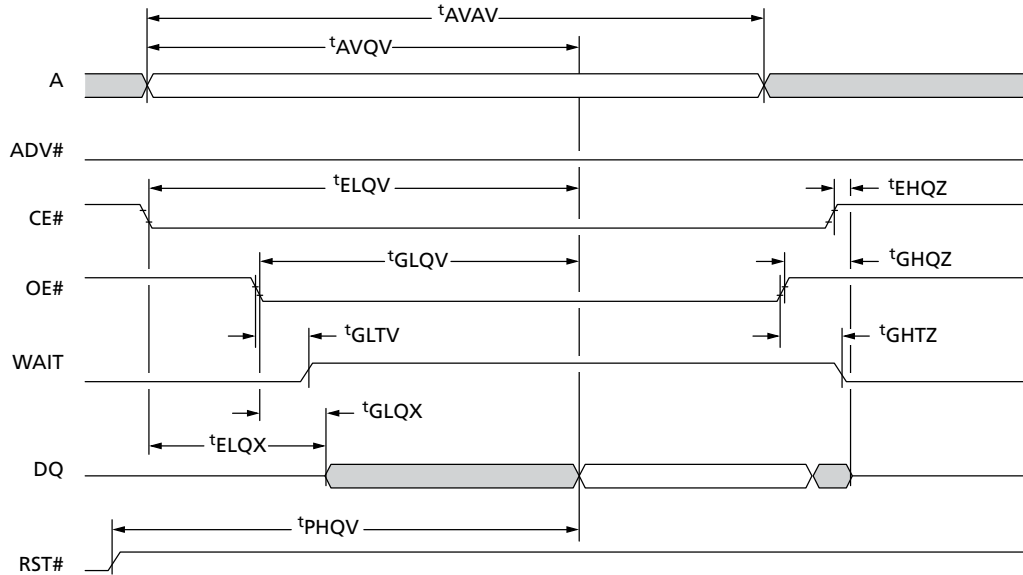 tAVAV
tAVQV
A
ADV#
tELQV
tEHQZ
CE#
tGLQV
tGHQZ
OE#
tGLTV
tGHTZ
WAIT
tGLQX
tELQX
DQ
tPHQV
RST#